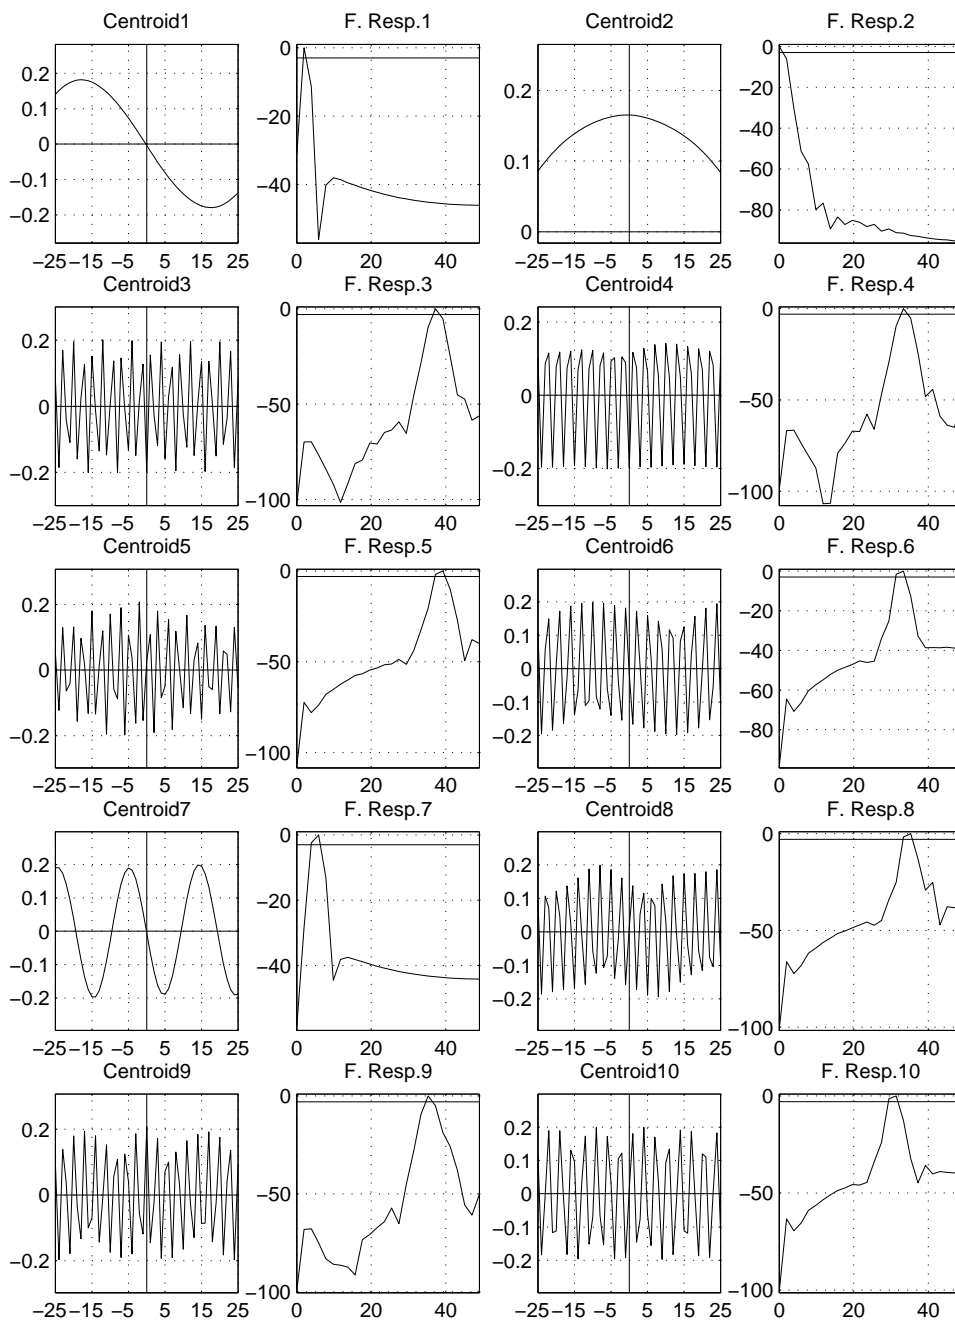 Centroid1 F. Resp.1 Centroid2 F. Resp.2
0.2 0 0.2 0
0.1 −20 −20
0 −20 0.1 −40
−0.1 −40 −60
−0.2 0 −80
−25 −15 −5 5 15 25 0 20 40 −25 −15 −5 5 15 25 0 20 40
Centroid3 F. Resp.3 Centroid4 F. Resp.4
0.2 0 0.2 0
0 −50 0 −50
−0.2 −100 −0.2 −100
−25 −15 −5 5 15 25 0 20 40 −25 −15 −5 5 15 25 0 20 40
Centroid5 F. Resp.5 Centroid6 F. Resp.6
0.2 0 0.2 0
0.1 −20
0 −50 0 −40
−0.1 −60
−0.2 −100 −0.2 −80
−25 −15 −5 5 15 25 0 20 40 −25 −15 −5 5 15 25 0 20 40
Centroid7 F. Resp.7 Centroid8 F. Resp.8
0.2 0 0.2 0
0.1 −20 0.1
0 0 −50
−0.1 −40 −0.1
−0.2 −0.2 −100
−25 −15 −5 5 15 25 0 20 40 −25 −15 −5 5 15 25 0 20 40
Centroid9 F. Resp.9 Centroid10 F. Resp.10
0.2 0 0.2 0
0.1
0 −50 0 −50
−0.1
−0.2 −100 −0.2 −100
−25 −15 −5 5 15 25 0 20 40 −25 −15 −5 5 15 25 0 20 40